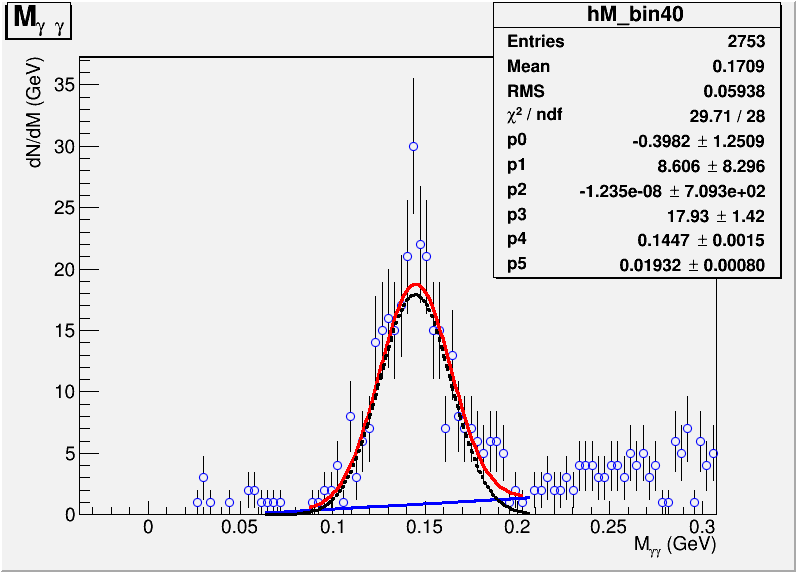 Mγ γ
hM_bin40
Entries 2753
Mean 0.1709
RMS 0.05938
χ² / ndf 29.71 / 28
p0 -0.3982 ± 1.2509
p1 8.606 ± 8.296
p2 -1.235e-08 ± 7.093e+02
p3 17.93 ± 1.42
p4 0.1447 ± 0.0015
p5 0.01932 ± 0.00080
dN/dM (GeV)
35
30
25
20
15
10
5
0
0 0.05 0.1 0.15 0.2 0.25 0.3
Mγγ (GeV)